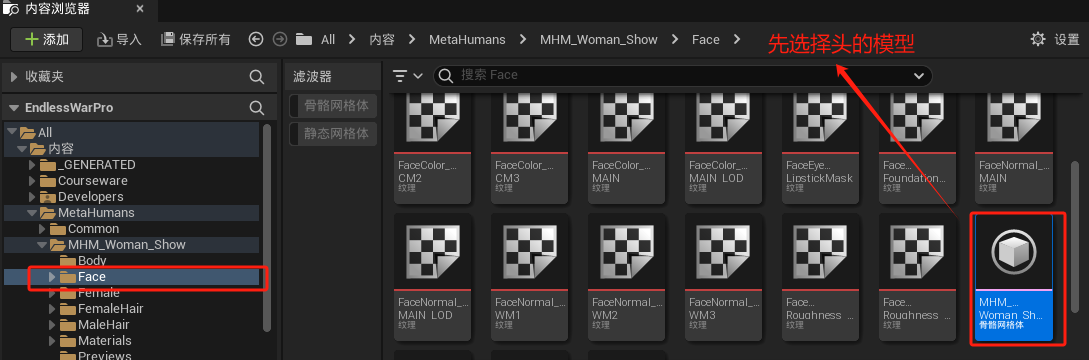 内容浏览器
添加
导入
保存所有
All
内容
MetaHumans
MHM_Woman_Show
Face
先选择头的模型
设置
收藏夹
EndlessWarPro
All
内容
_GENERATED
Courseware
Developers
MetaHumans
Common
MHM_Woman_Show
Body
Face
Female
FemaleHair
MaleHair
Materials
Previews
滤波器
骨骼网格体
静态网格体
搜索 Face
FaceColor_...
CM2
纹理
FaceColor_...
CM3
纹理
FaceColor_...
MAIN
纹理
FaceColor_...
MAIN_LOD
纹理
FaceEye...
LipstickMask
纹理
Face...
Foundation...
纹理
FaceNormal_...
MAIN
纹理
FaceNormal_...
MAIN_LOD
纹理
FaceNormal_...
WM1
纹理
FaceNormal_...
WM2
纹理
FaceNormal_...
WM3
纹理
Face...
Roughness_...
纹理
Face...
Roughness_...
纹理
MHM_...
Woman_Sh...
骨骼网格体